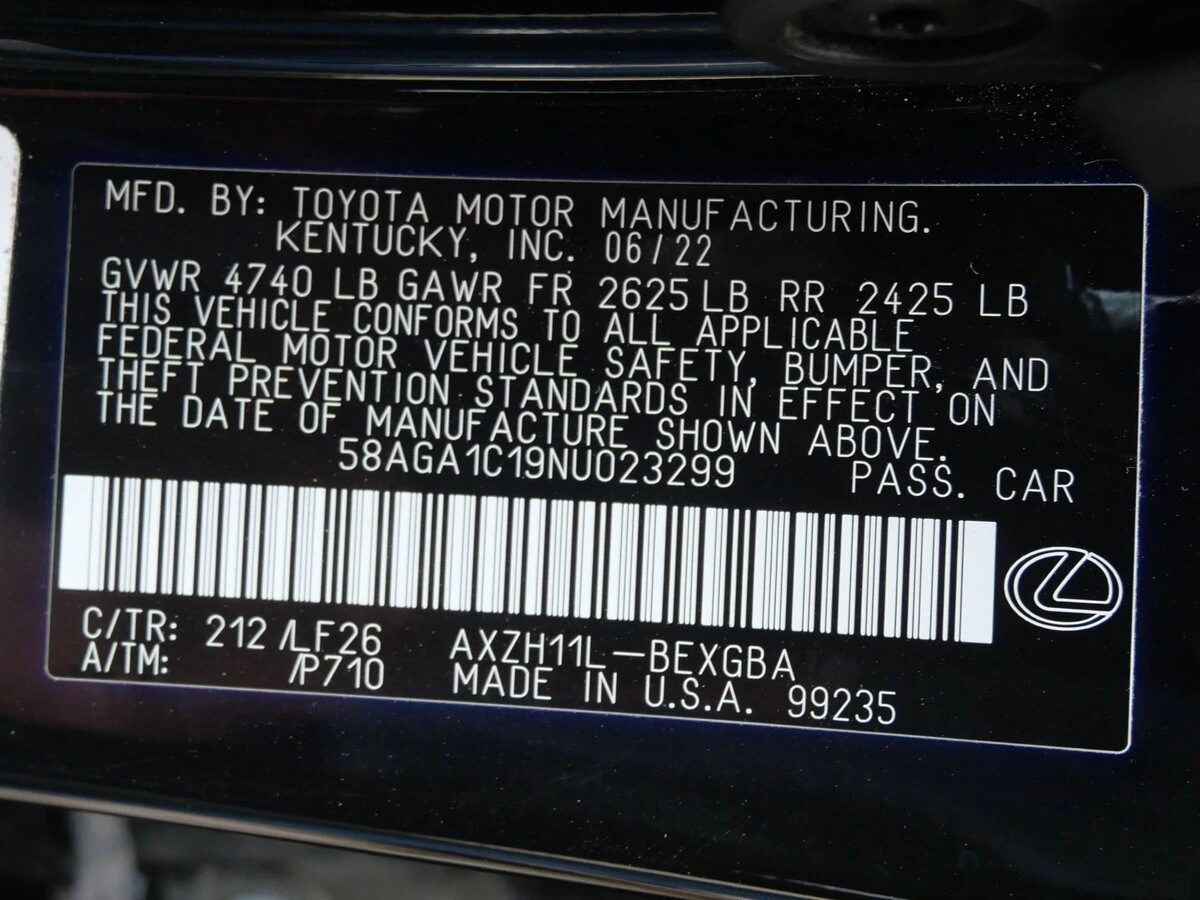 MFD. BY: TOYOTA MOTOR MANUFACTURING.
KENTUCKY, INC. 06/22
GVWR 4740 LB GAWR FR 2625 LB RR 2425 LB
THIS VEHICLE CONFORMS TO ALL APPLICABLE
FEDERAL MOTOR VEHICLE SAFETY, BUMPER, AND
THEFT PREVENTION STANDARDS IN EFFECT ON
THE DATE OF MANUFACTURE SHOWN ABOVE.
58AGA1C19NU023299 PASS. CAR
C/TR: 212 /LF26 AXZH11L-BEXGBA
A/TM: /P710 MADE IN U.S.A. 99235